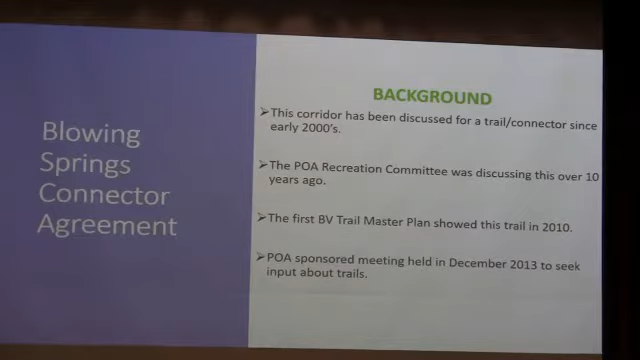 Blowing
Springs
Connector
Agreement
BACKGROUND
➢This corridor has been discussed for a trail/connector since
early 2000's.
➢The POA Recreation Committee was discussing this over 10
years ago.
➢The first BV Trail Master Plan showed this trail in 2010.
➢POA sponsored meeting held in December 2013 to seek
input about trails.